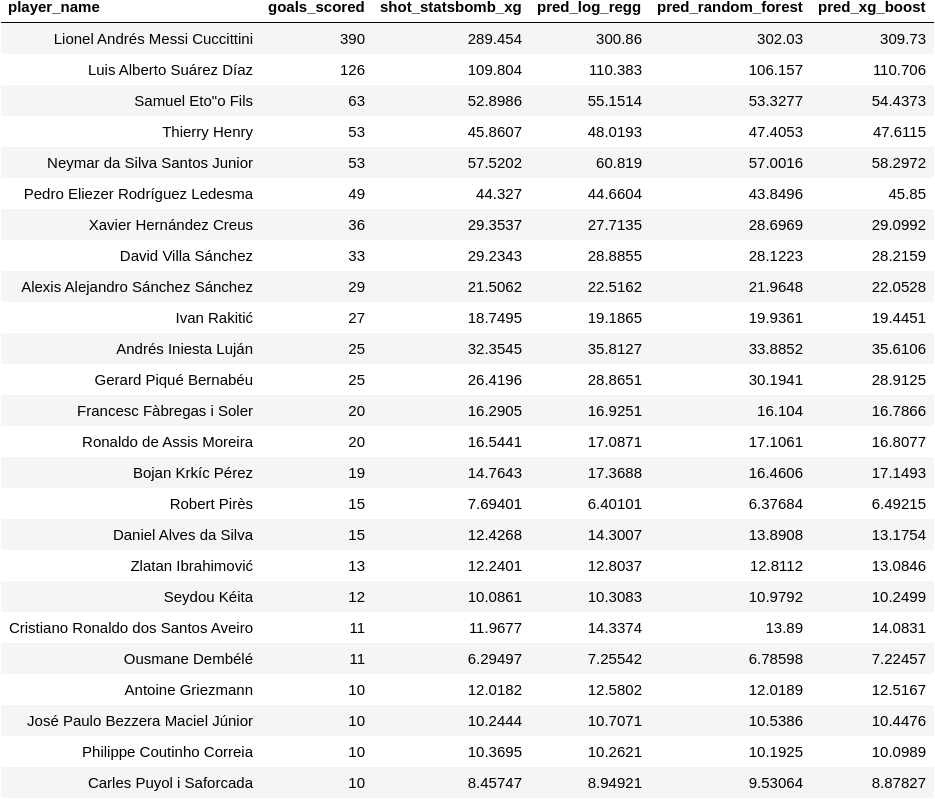 player_name goals_scored shot_statsbomb_xg pred_log_regg pred_random_forest pred_xg_boost
Lionel Andrés Messi Cuccittini 390 289.454 300.86 302.03 309.73
Luis Alberto Suárez Díaz 126 109.804 110.383 106.157 110.706
Samuel Eto"o Fils 63 52.8986 55.1514 53.3277 54.4373
Thierry Henry 53 45.8607 48.0193 47.4053 47.6115
Neymar da Silva Santos Junior 53 57.5202 60.819 57.0016 58.2972
Pedro Eliezer Rodríguez Ledesma 49 44.327 44.6604 43.8496 45.85
Xavier Hernández Creus 36 29.3537 27.7135 28.6969 29.0992
David Villa Sánchez 33 29.2343 28.8855 28.1223 28.2159
Alexis Alejandro Sánchez Sánchez 29 21.5062 22.5162 21.9648 22.0528
Ivan Rakitić 27 18.7495 19.1865 19.9361 19.4451
Andrés Iniesta Luján 25 32.3545 35.8127 33.8852 35.6106
Gerard Piqué Bernabéu 25 26.4196 28.8651 30.1941 28.9125
Francesc Fàbregas i Soler 20 16.2905 16.9251 16.104 16.7866
Ronaldo de Assis Moreira 20 16.5441 17.0871 17.1061 16.8077
Bojan Krkíc Pérez 19 14.7643 17.3688 16.4606 17.1493
Robert Pirès 15 7.69401 6.40101 6.37684 6.49215
Daniel Alves da Silva 15 12.4268 14.3007 13.8908 13.1754
Zlatan Ibrahimović 13 12.2401 12.8037 12.8112 13.0846
Seydou Kéita 12 10.0861 10.3083 10.9792 10.2499
Cristiano Ronaldo dos Santos Aveiro 11 11.9677 14.3374 13.89 14.0831
Ousmane Dembélé 11 6.29497 7.25542 6.78598 7.22457
Antoine Griezmann 10 12.0182 12.5802 12.0189 12.5167
José Paulo Bezzera Maciel Júnior 10 10.2444 10.7071 10.5386 10.4476
Philippe Coutinho Correia 10 10.3695 10.2621 10.1925 10.0989
Carles Puyol i Saforcada 10 8.45747 8.94921 9.53064 8.87827